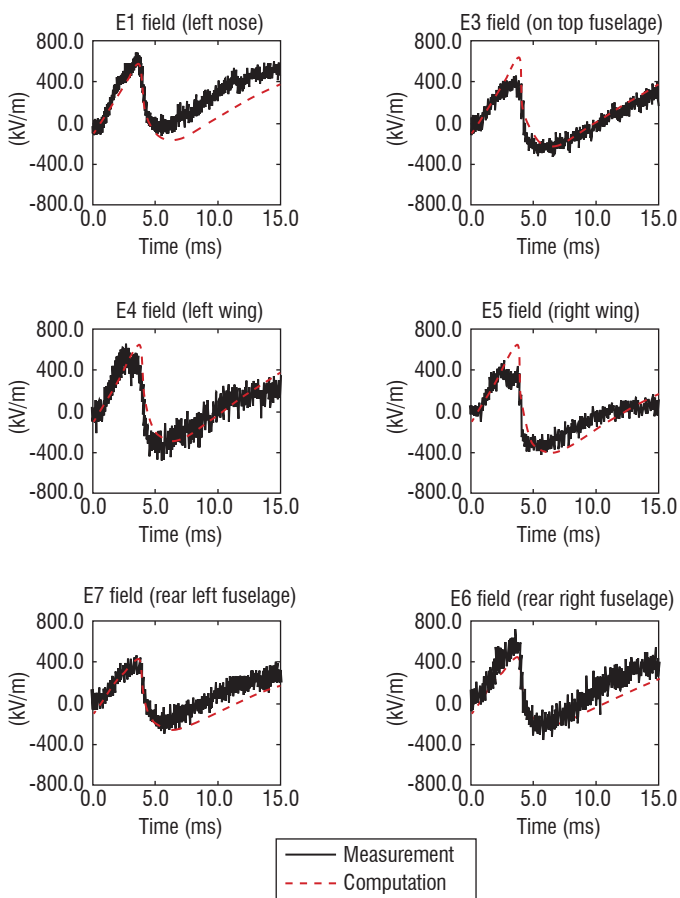 E1 field (left nose)
800.0
400.0
0.0
-400.0
-800.0
(kV/m)
0.0 5.0 10.0 15.0
Time (ms)
E3 field (on top fuselage)
800.0
400.0
0.0
-400.0
-800.0
(kV/m)
0.0 5.0 10.0 15.0
Time (ms)
E4 field (left wing)
800.0
400.0
0.0
-400.0
-800.0
(kV/m)
0.0 5.0 10.0 15.0
Time (ms)
E5 field (right wing)
800.0
400.0
0.0
-400.0
-800.0
(kV/m)
0.0 5.0 10.0 15.0
Time (ms)
E7 field (rear left fuselage)
800.0
400.0
0.0
-400.0
-800.0
(kV/m)
0.0 5.0 10.0 15.0
Time (ms)
E6 field (rear right fuselage)
800.0
400.0
0.0
-400.0
-800.0
(kV/m)
0.0 5.0 10.0 15.0
Time (ms)
Measurement
Computation